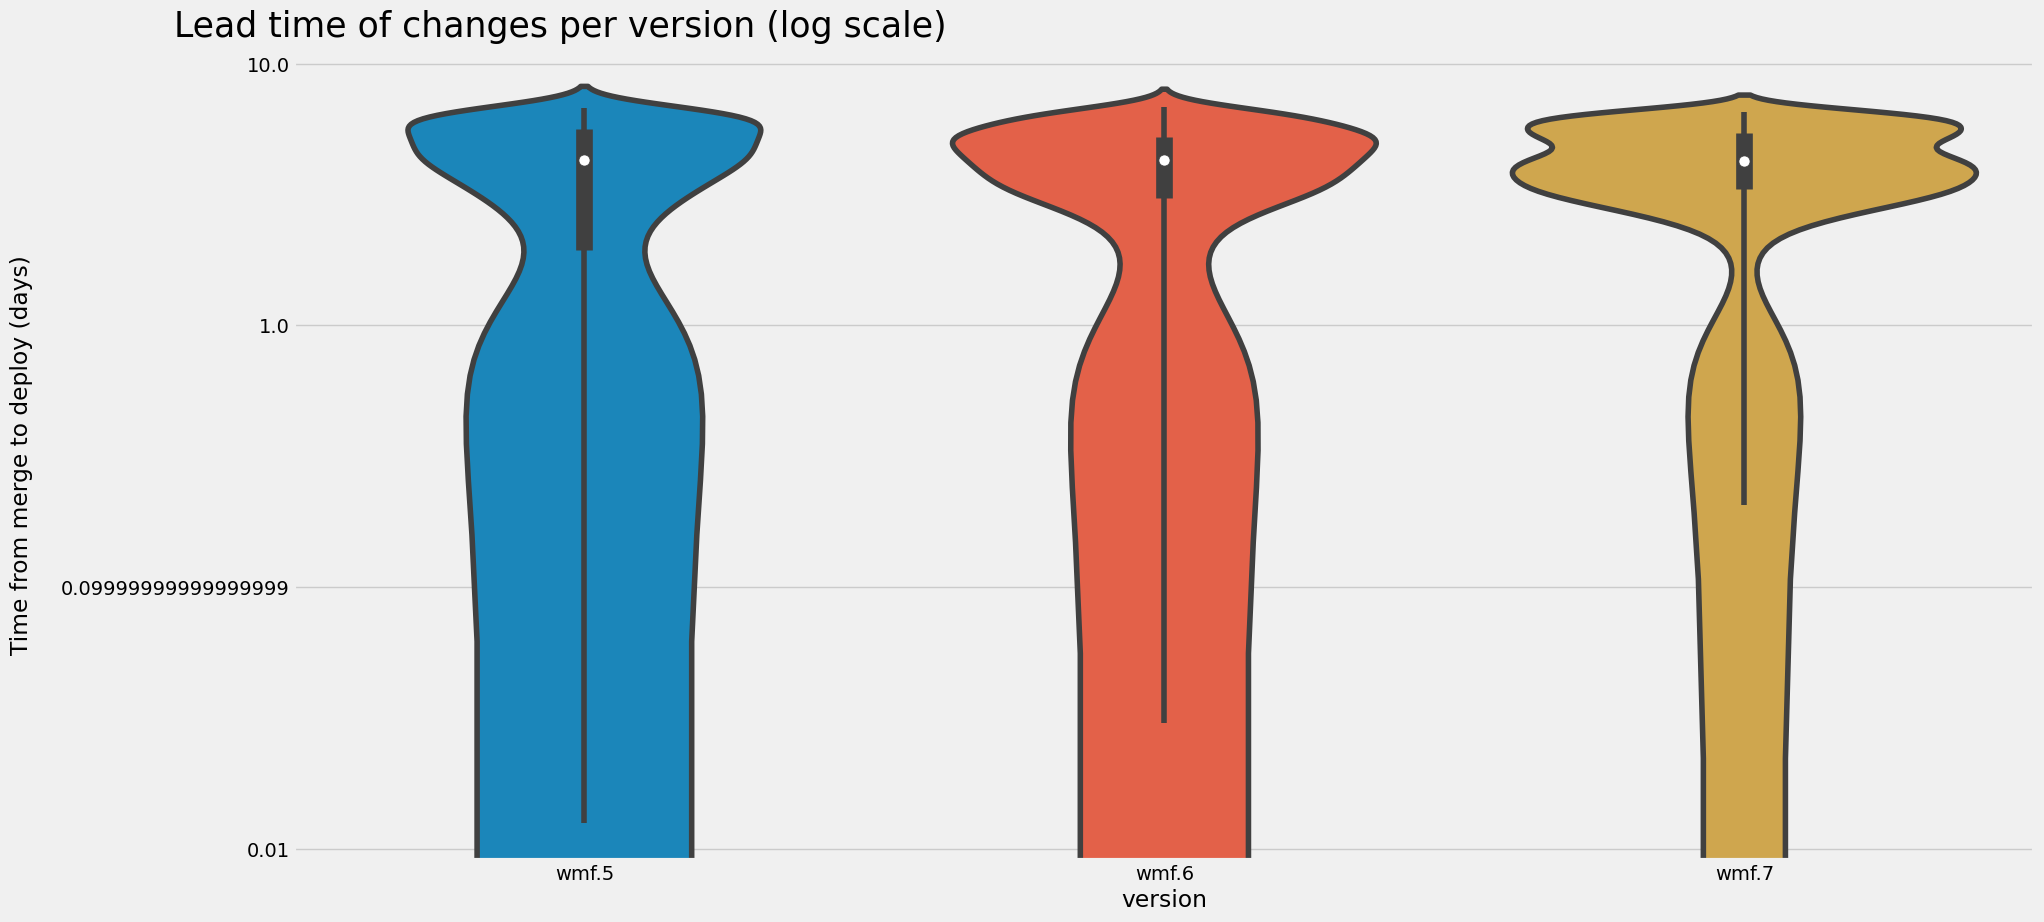 Lead time of changes per version (log scale)
Time from merge to deploy (days)
10.0
1.0
0.09999999999999999
0.01
wmf.5
wmf.6
wmf.7
version